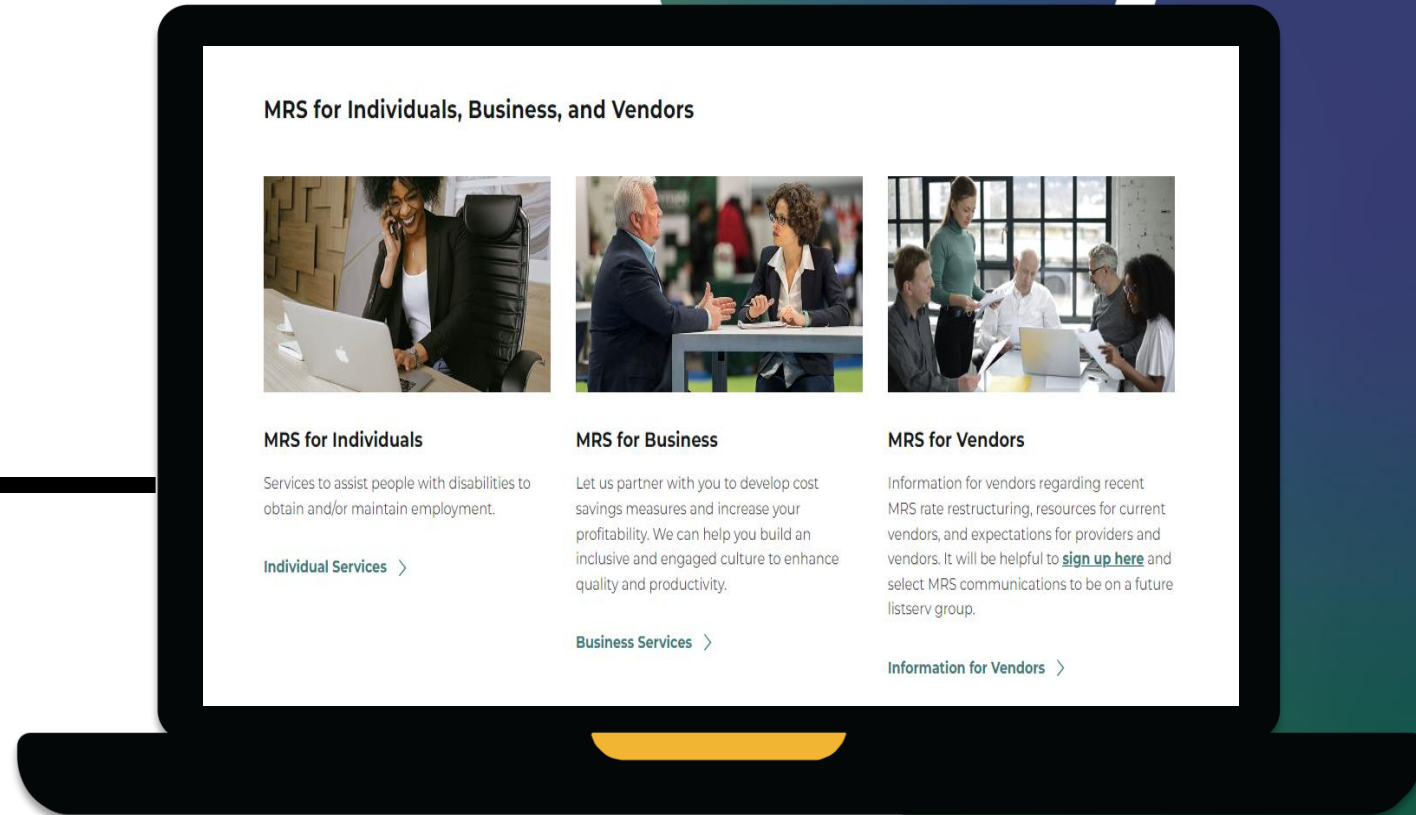 MRS for Individuals, Business, and Vendors
MRS for Individuals
Services to assist people with disabilities to
obtain and/or maintain employment.
Individual Services
MRS for Business
Let us partner with you to develop cost
savings measures and increase your
profitability. We can help you build an
inclusive and engaged culture to enhance
quality and productivity.
Business Services
MRS for Vendors
Information for vendors regarding recent
MRS rate restructuring, resources for current
vendors, and expectations for providers and
vendors. It will be helpful to sign up here and
select MRS communications to be on a future
listserv group.
Information for Vendors